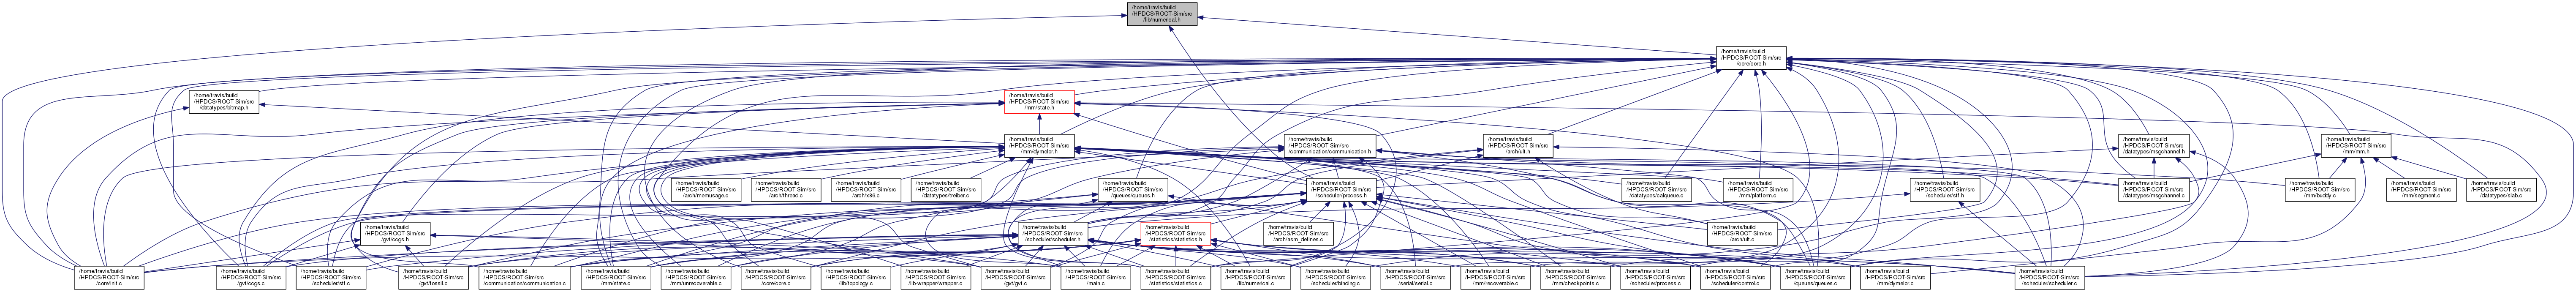 /home/travis/build
/HPDCS/ROOT-Sim/src
/lib/numerical.h
/home/travis/build
/HPDCS/ROOT-Sim/src
/core/core.h
/home/travis/build
/HPDCS/ROOT-Sim/src
/datatypes/bitmap.h
/home/travis/build
/HPDCS/ROOT-Sim/src
/mm/state.h
/home/travis/build
/HPDCS/ROOT-Sim/src
/mm/dymelor.h
/home/travis/build
/HPDCS/ROOT-Sim/src
/communication/communication.h
/home/travis/build
/HPDCS/ROOT-Sim/src
/arch/ult.h
/home/travis/build
/HPDCS/ROOT-Sim/src
/datatypes/msgchannel.h
/home/travis/build
/HPDCS/ROOT-Sim/src
/mm/mm.h
/home/travis/build
/HPDCS/ROOT-Sim/src
/arch/memusage.c
/home/travis/build
/HPDCS/ROOT-Sim/src
/arch/thread.c
/home/travis/build
/HPDCS/ROOT-Sim/src
/arch/x86.c
/home/travis/build
/HPDCS/ROOT-Sim/src
/datatypes/treiber.c
/home/travis/build
/HPDCS/ROOT-Sim/src
/queues/queues.h
/home/travis/build
/HPDCS/ROOT-Sim/src
/scheduler/process.h
/home/travis/build
/HPDCS/ROOT-Sim/src
/datatypes/calqueue.c
/home/travis/build
/HPDCS/ROOT-Sim/src
/mm/platform.c
/home/travis/build
/HPDCS/ROOT-Sim/src
/scheduler/stf.h
/home/travis/build
/HPDCS/ROOT-Sim/src
/datatypes/msgchannel.c
/home/travis/build
/HPDCS/ROOT-Sim/src
/mm/buddy.c
/home/travis/build
/HPDCS/ROOT-Sim/src
/mm/segment.c
/home/travis/build
/HPDCS/ROOT-Sim/src
/datatypes/slab.c
/home/travis/build
/HPDCS/ROOT-Sim/src
/gvt/ccgs.h
/home/travis/build
/HPDCS/ROOT-Sim/src
/scheduler/scheduler.h
/home/travis/build
/HPDCS/ROOT-Sim/src
/statistics/statistics.h
/home/travis/build
/HPDCS/ROOT-Sim/src
/arch/asm_defines.c
/home/travis/build
/HPDCS/ROOT-Sim/src
/arch/ult.c
/home/travis/build
/HPDCS/ROOT-Sim/src
/core/init.c
/home/travis/build
/HPDCS/ROOT-Sim/src
/gvt/ccgs.c
/home/travis/build
/HPDCS/ROOT-Sim/src
/scheduler/stf.c
/home/travis/build
/HPDCS/ROOT-Sim/src
/gvt/fossil.c
/home/travis/build
/HPDCS/ROOT-Sim/src
/communication/communication.c
/home/travis/build
/HPDCS/ROOT-Sim/src
/mm/state.c
/home/travis/build
/HPDCS/ROOT-Sim/src
/mm/unrecoverable.c
/home/travis/build
/HPDCS/ROOT-Sim/src
/core/core.c
/home/travis/build
/HPDCS/ROOT-Sim/src
/lib/topology.c
/home/travis/build
/HPDCS/ROOT-Sim/src
/lib-wrapper/wrapper.c
/home/travis/build
/HPDCS/ROOT-Sim/src
/gvt/gvt.c
/home/travis/build
/HPDCS/ROOT-Sim/src
/main.c
/home/travis/build
/HPDCS/ROOT-Sim/src
/statistics/statistics.c
/home/travis/build
/HPDCS/ROOT-Sim/src
/lib/numerical.c
/home/travis/build
/HPDCS/ROOT-Sim/src
/scheduler/binding.c
/home/travis/build
/HPDCS/ROOT-Sim/src
/serial/serial.c
/home/travis/build
/HPDCS/ROOT-Sim/src
/mm/recoverable.c
/home/travis/build
/HPDCS/ROOT-Sim/src
/mm/checkpoints.c
/home/travis/build
/HPDCS/ROOT-Sim/src
/scheduler/process.c
/home/travis/build
/HPDCS/ROOT-Sim/src
/scheduler/control.c
/home/travis/build
/HPDCS/ROOT-Sim/src
/queues/queues.c
/home/travis/build
/HPDCS/ROOT-Sim/src
/mm/dymelor.c
/home/travis/build
/HPDCS/ROOT-Sim/src
/scheduler/scheduler.c